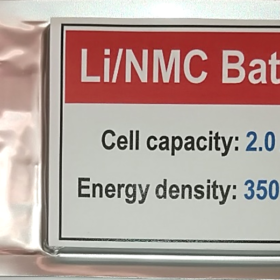 Li/NMC Bat
Cell capacity: 2.0
Energy density: 350